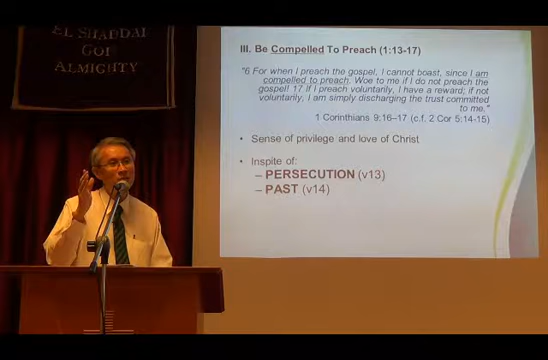 EL SHADDAI
GOD
ALMIGHTY
III. Be Compelled To Preach (1:13-17)
"6 For when I preach the gospel, I cannot boast, since I am
compelled to preach. Woe to me if I do not preach the
gospel! 17 If I preach voluntarily, I have a reward; if not
voluntarily, I am simply discharging the trust committed
to me."
1 Corinthians 9:16–17 (c.f. 2 Cor 5:14-15)
• Sense of privilege and love of Christ
• Inspite of:
– PERSECUTION (v13)
– PAST (v14)